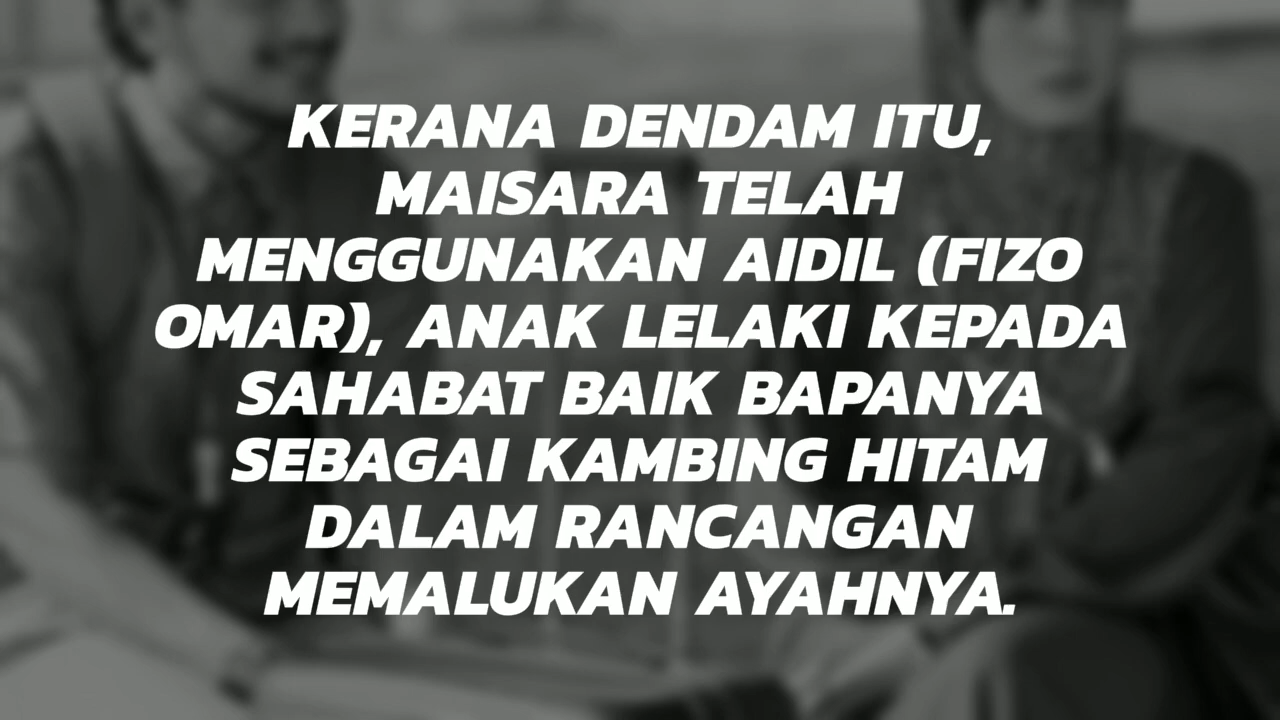 KERANA DENDAM ITU,
MAISARA TELAH
MENGGUNAKAN AIDIL (FIZO
OMAR), ANAK LELAKI KEPADA
SAHABAT BAIK BAPANYA
SEBAGAI KAMBING HITAM
DALAM RANCANGAN
MEMALUKAN AYAHNYA.